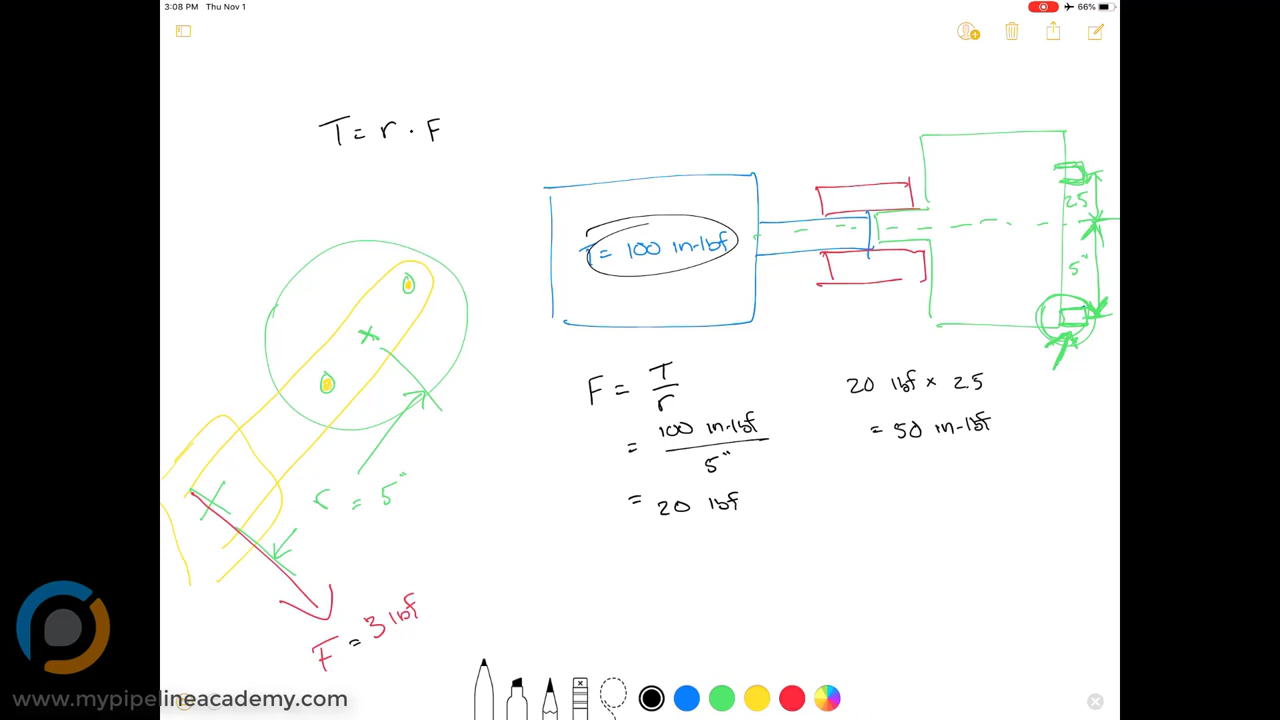 3:08 PM Thu Nov 1
66%
T = r · F
T = 100 in-lbf
2.5
5"
F = T / r
= 100 in-lbf / 5"
= 20 lbf
20 lbf × 2.5
= 50 in-lbf
r = 5"
F = 3 lbf
www.mypipelineacademy.com